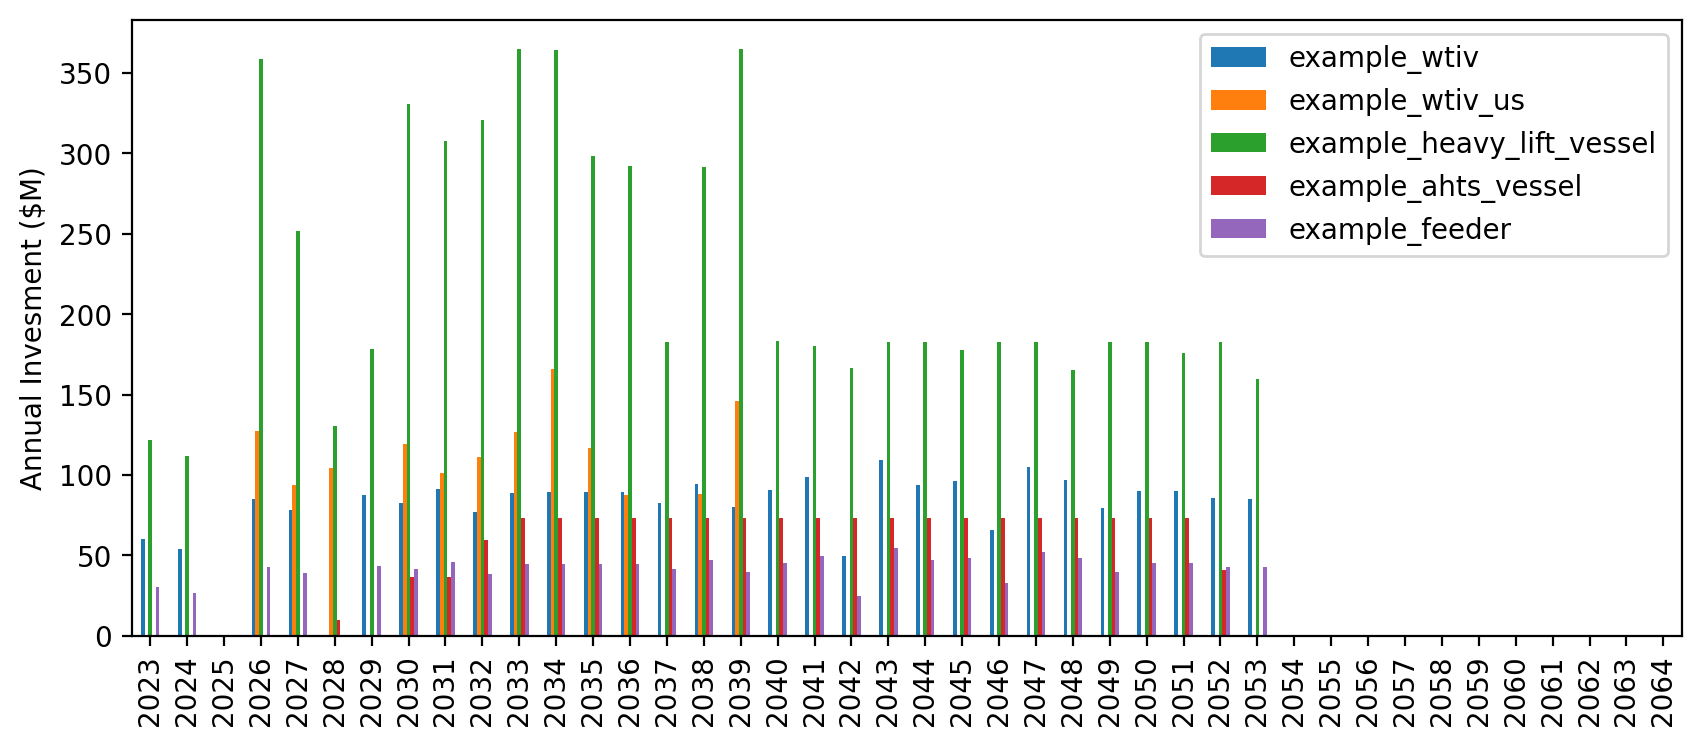 Annual Invesment ($M)
350
300
250
200
150
100
50
0
example_wtiv
example_wtiv_us
example_heavy_lift_vessel
example_ahts_vessel
example_feeder
2023 2024 2025 2026 2027 2028 2029 2030 2031 2032 2033 2034 2035 2036 2037 2038 2039 2040 2041 2042 2043 2044 2045 2046 2047 2048 2049 2050 2051 2052 2053 2054 2055 2056 2057 2058 2059 2060 2061 2062 2063 2064